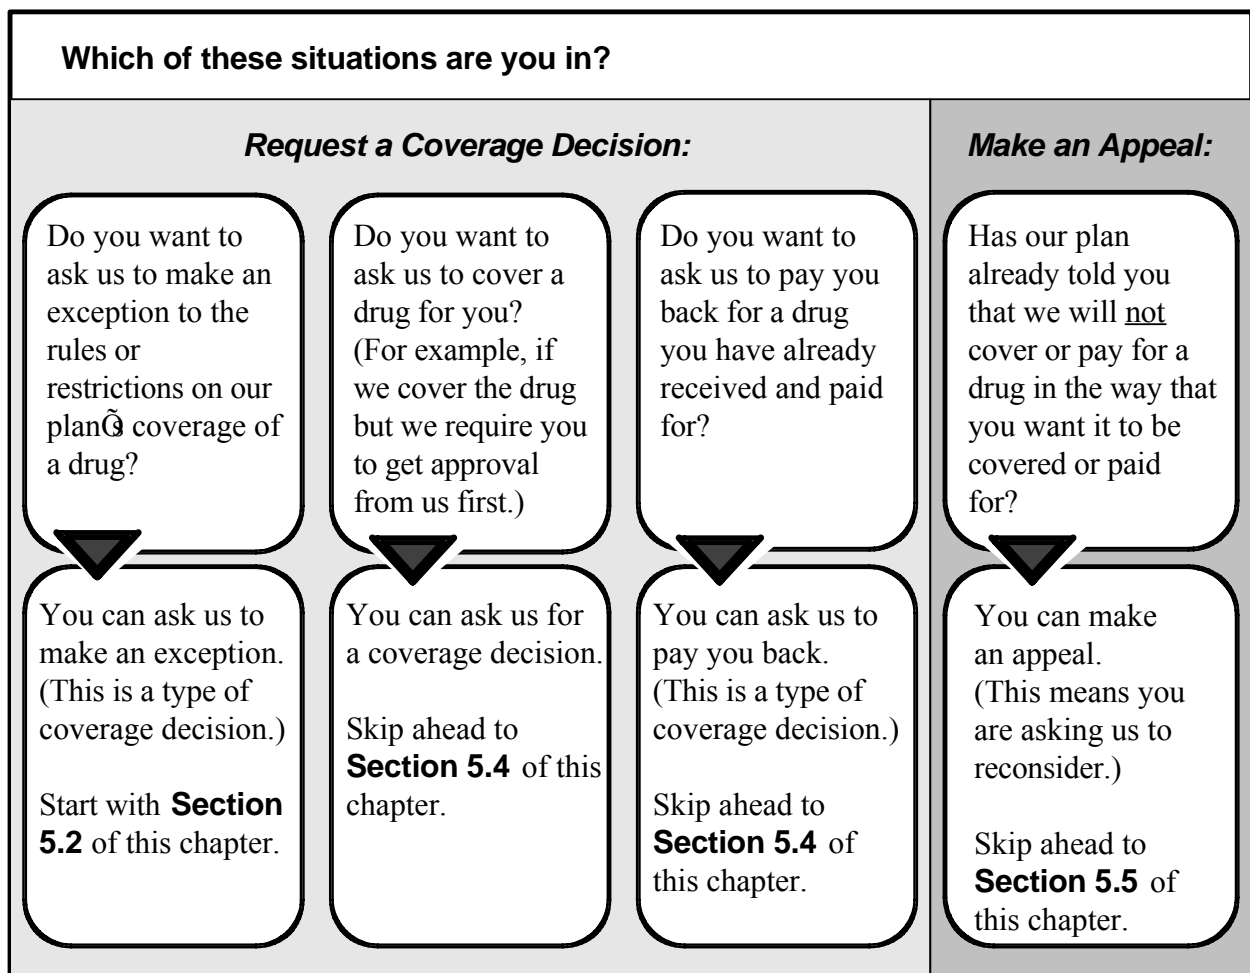 Which of these situations are you in?
Request a Coverage Decision:
Make an Appeal:
Do you want to
ask us to make an
exception to the
rules or
restrictions on our
planÕs coverage of
a drug?
You can ask us to
make an exception.
(This is a type of
coverage decision.)
Start with Section
5.2 of this chapter.
Do you want to
ask us to cover a
drug for you?
(For example, if
we cover the drug
but we require you
to get approval
from us first.)
You can ask us for
a coverage decision.
Skip ahead to
Section 5.4 of this
chapter.
Do you want to
ask us to pay you
back for a drug
you have already
received and paid
for?
You can ask us to
pay you back.
(This is a type of
coverage decision.)
Skip ahead to
Section 5.4 of
this chapter.
Has our plan
already told you
that we will not
cover or pay for a
drug in the way that
you want it to be
covered or paid
for?
You can make
an appeal.
(This means you
are asking us to
reconsider.)
Skip ahead to
Section 5.5 of
this chapter.